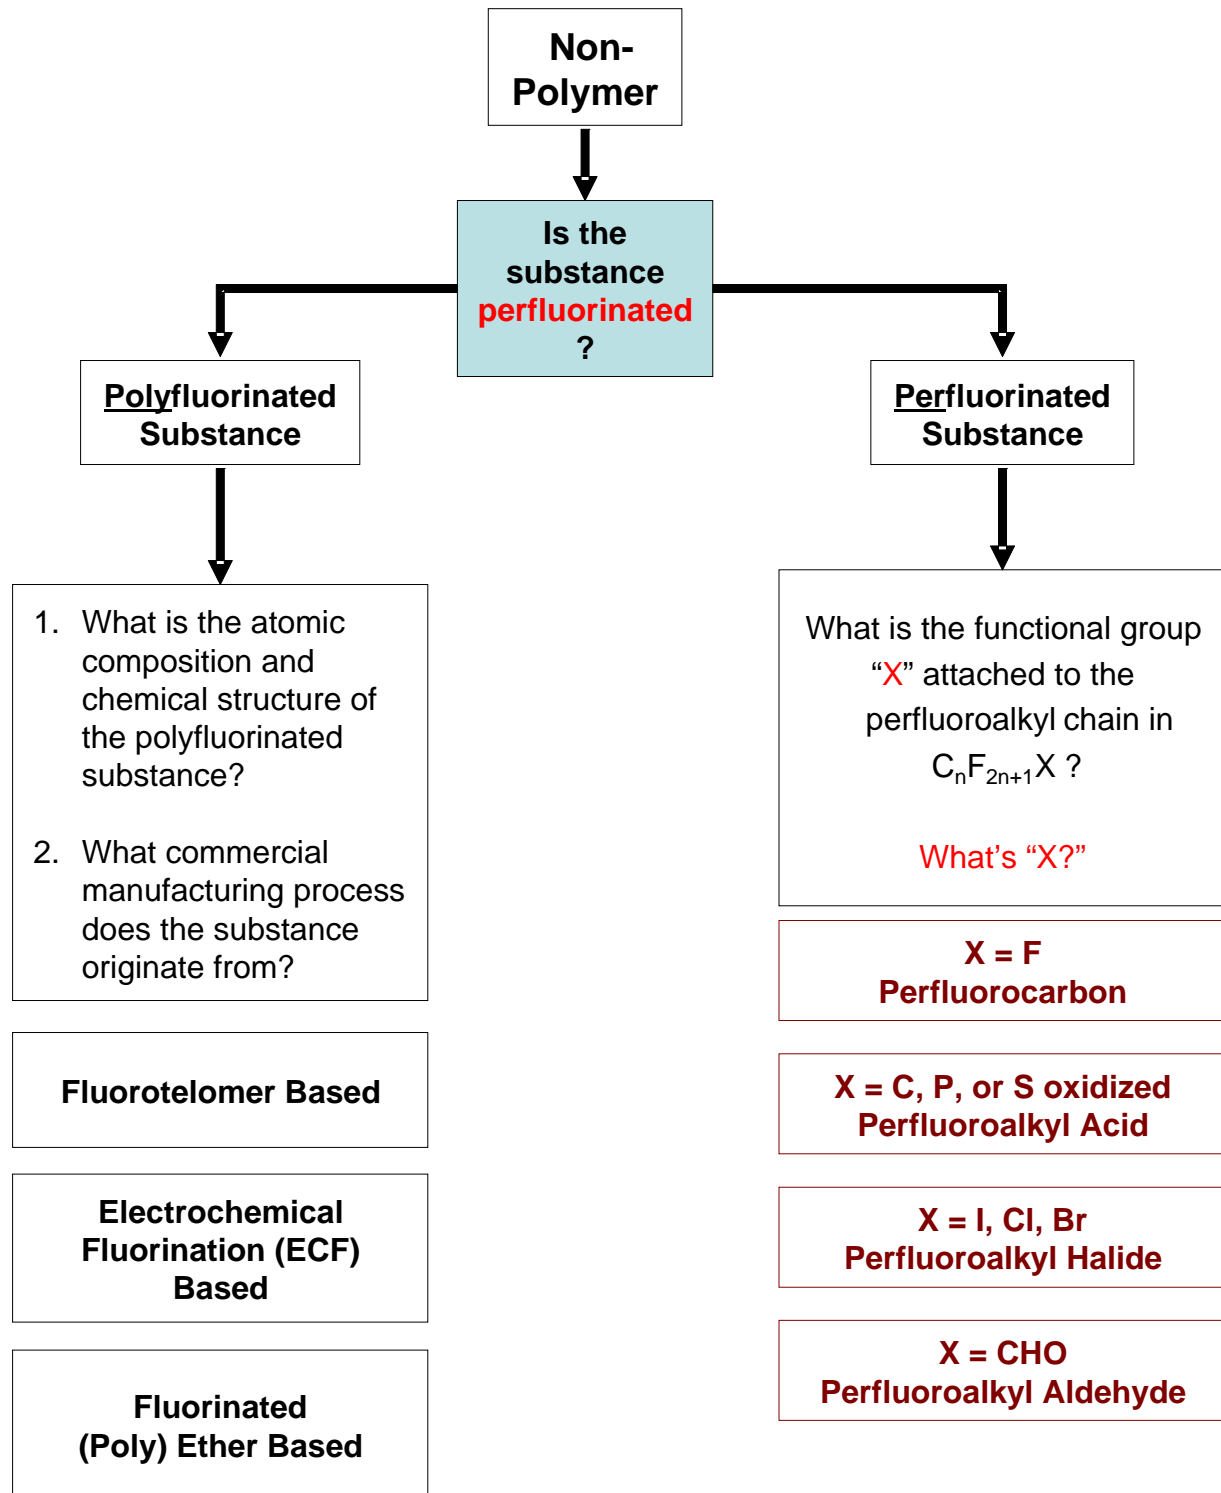 Non-
Polymer
Is the
substance
perfluorinated
?
Polyfluorinated
Substance
Perfluorinated
Substance
1. What is the atomic
composition and
chemical structure of
the polyfluorinated
substance?
2. What commercial
manufacturing process
does the substance
originate from?
Fluorotelomer Based
Electrochemical
Fluorination (ECF)
Based
Fluorinated
(Poly) Ether Based
What is the functional group
“X” attached to the
perfluoroalkyl chain in
CnF2n+1X ?
What’s “X?”
X = F
Perfluorocarbon
X = C, P, or S oxidized
Perfluoroalkyl Acid
X = I, Cl, Br
Perfluoroalkyl Halide
X = CHO
Perfluoroalkyl Aldehyde